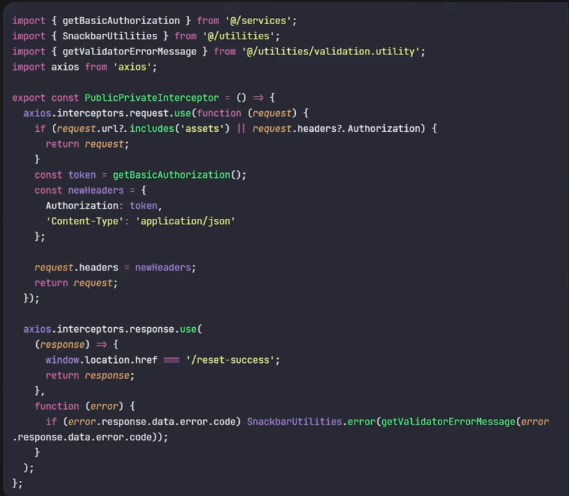 import { getBasicAuthorization } from '@/services';
import { SnackbarUtilities } from '@/utilities';
import { getValidatorErrorMessage } from '@/utilities/validation.utility';
import axios from 'axios';

export const PublicPrivateInterceptor = () => {
  axios.interceptors.request.use(function (request) {
    if (request.url?.includes('assets') || request.headers?.Authorization) {
      return request;
    }
    const token = getBasicAuthorization();
    const newHeaders = {
      Authorization: token,
      'Content-Type': 'application/json'
    };

    request.headers = newHeaders;
    return request;
  });

  axios.interceptors.response.use(
    (response) => {
      window.location.href === '/reset-success';
      return response;
    },
    function (error) {
      if (error.response.data.error.code) SnackbarUtilities.error(getValidatorErrorMessage(error
.response.data.error.code));
    }
  );
};